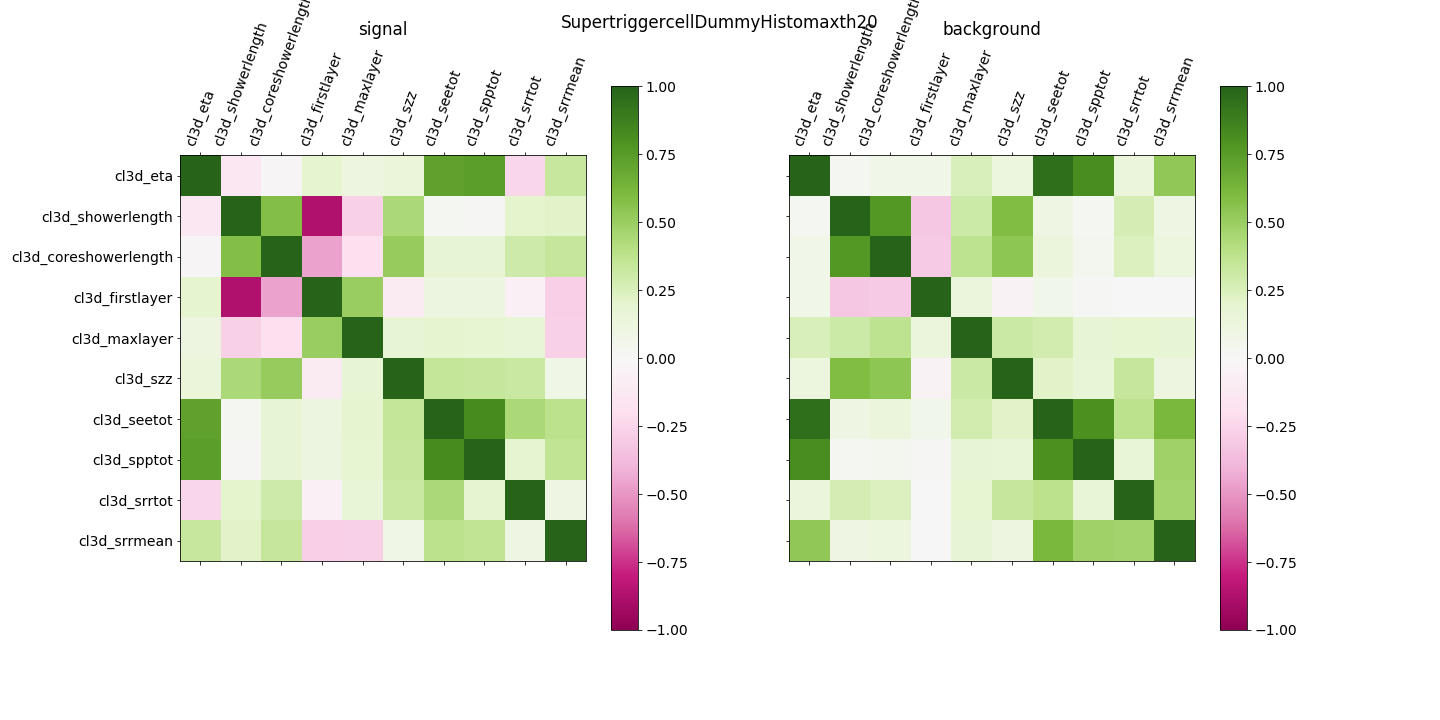 SupertriggercellDummyHistomaxth20
signal
background
cl3d_eta
cl3d_showerlength
cl3d_coreshowerlength
cl3d_firstlayer
cl3d_maxlayer
cl3d_szz
cl3d_seetot
cl3d_spptot
cl3d_srrtot
cl3d_srrmean
cl3d_eta
cl3d_showerlength
cl3d_coreshowerlength
cl3d_firstlayer
cl3d_maxlayer
cl3d_szz
cl3d_seetot
cl3d_spptot
cl3d_srrtot
cl3d_srrmean
cl3d_eta
cl3d_showerlength
cl3d_coreshowerlength
cl3d_firstlayer
cl3d_maxlayer
cl3d_szz
cl3d_seetot
cl3d_spptot
cl3d_srrtot
cl3d_srrmean
1.00
0.75
0.50
0.25
0.00
−0.25
−0.50
−0.75
−1.00
1.00
0.75
0.50
0.25
0.00
−0.25
−0.50
−0.75
−1.00